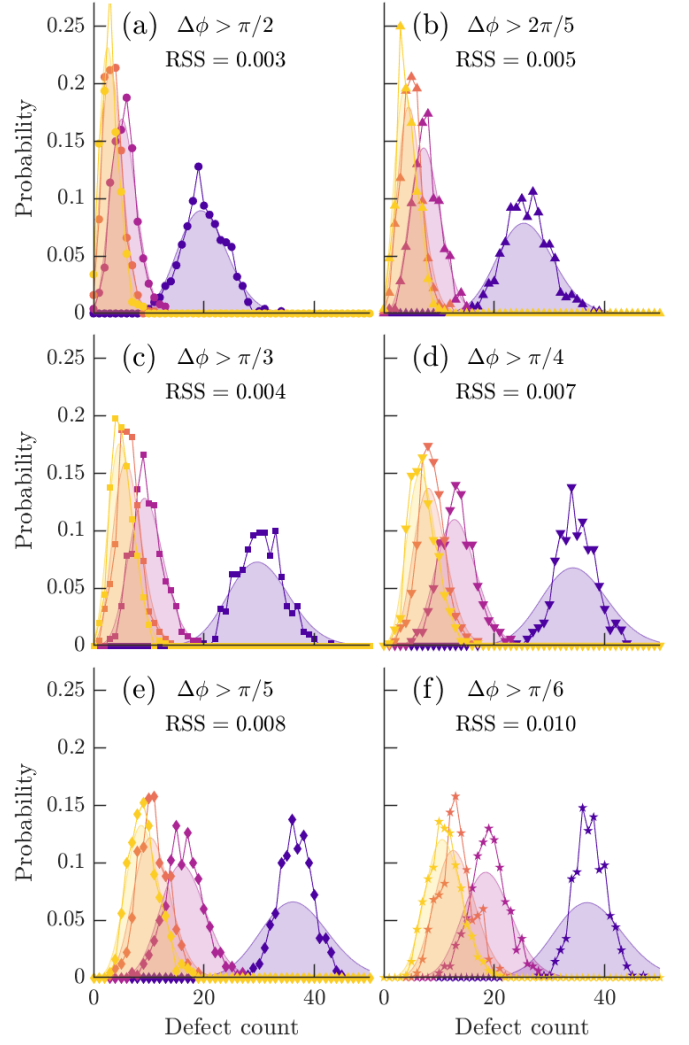 (a) Δϕ > π/2
RSS = 0.003
(b) Δϕ > 2π/5
RSS = 0.005
0.25
0.2
0.15
0.1
0.05
0
Probability
(c) Δϕ > π/3
RSS = 0.004
(d) Δϕ > π/4
RSS = 0.007
0.25
0.2
0.15
0.1
0.05
0
Probability
(e) Δϕ > π/5
RSS = 0.008
(f) Δϕ > π/6
RSS = 0.010
0.25
0.2
0.15
0.1
0.05
0
Probability
0 20 40
Defect count
0 20 40
Defect count